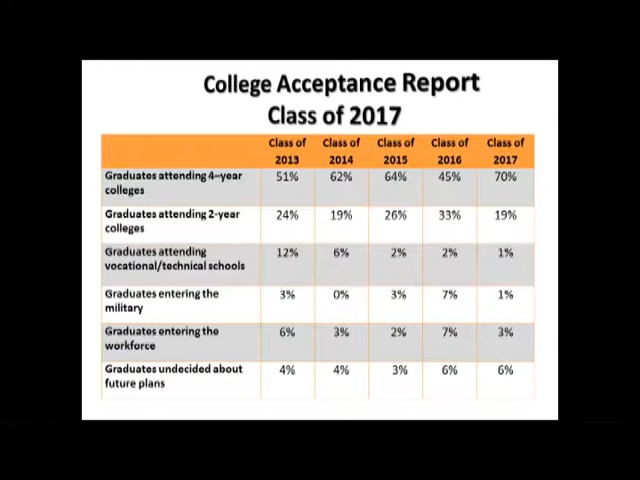 College Acceptance Report
Class of 2017
Class of 2013 Class of 2014 Class of 2015 Class of 2016 Class of 2017
Graduates attending 4–year colleges 51% 62% 64% 45% 70%
Graduates attending 2-year colleges 24% 19% 26% 33% 19%
Graduates attending vocational/technical schools 12% 6% 2% 2% 1%
Graduates entering the military 3% 0% 3% 7% 1%
Graduates entering the workforce 6% 3% 2% 7% 3%
Graduates undecided about future plans 4% 4% 3% 6% 6%